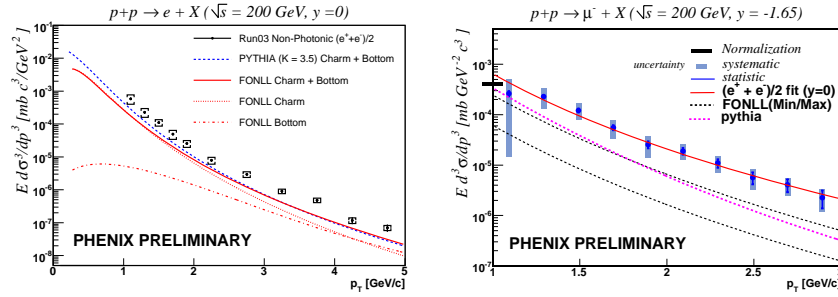 p+p → e + X (√s = 200 GeV, y=0)
E d³σ/dp³ [mb c³/GeV²]
10⁻¹
10⁻²
10⁻³
10⁻⁴
10⁻⁵
10⁻⁶
10⁻⁷
10⁻⁸
Run03 Non-Photonic (e⁺+e⁻)/2
PYTHIA (K = 3.5) Charm + Bottom
FONLL Charm + Bottom
FONLL Charm
FONLL Bottom
PHENIX PRELIMINARY
0 1 2 3 4 5
p_T [GeV/c]
p+p → μ⁻ + X (√s = 200 GeV, y = -1.65)
E d³σ/dp³ [mb GeV⁻² c³]
10⁻²
10⁻³
10⁻⁴
10⁻⁵
10⁻⁶
10⁻⁷
Normalization
uncertainty systematic
statistic
(e⁺ + e⁻)/2 fit (y=0)
FONLL(Min/Max)
pythia
PHENIX PRELIMINARY
1 1.5 2 2.5
p_T [GeV/c]